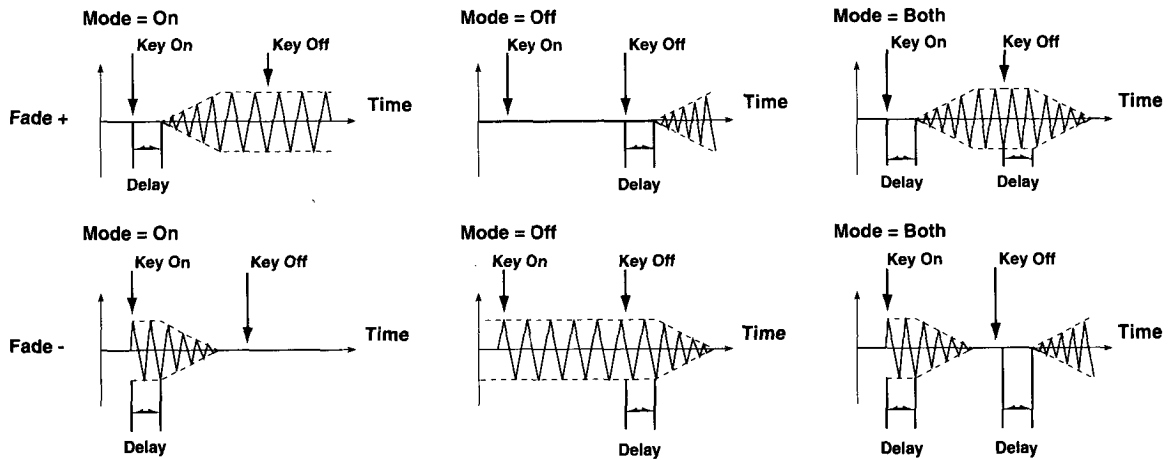 Mode = On
Key On
Key Off
Time
Fade +
Delay
Mode = Off
Key On
Key Off
Time
Delay
Mode = Both
Key On
Key Off
Time
Delay
Delay
Mode = On
Key On
Key Off
Time
Fade -
Delay
Mode = Off
Key On
Key Off
Time
Delay
Mode = Both
Key On
Key Off
Time
Delay
Delay